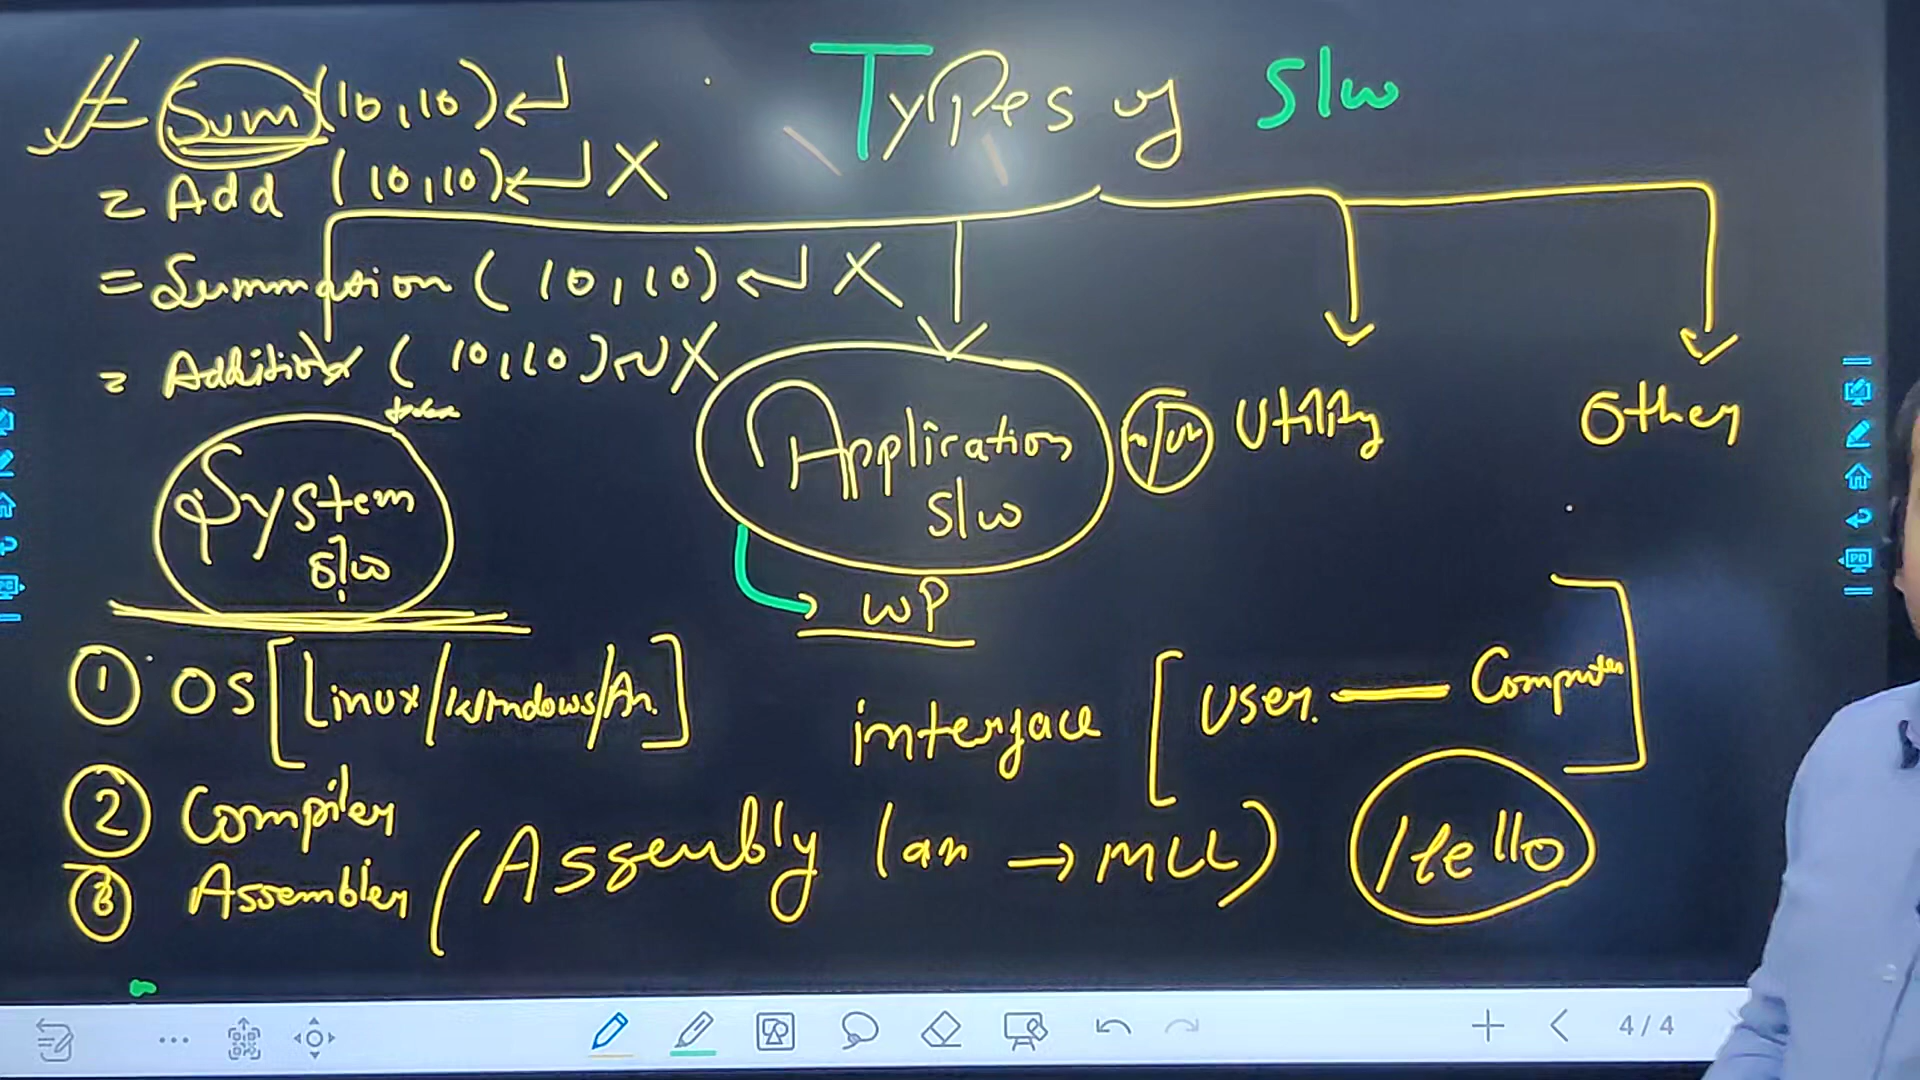 Types of S/w
= Sum (10,10) ↵
= Add (10,10) ↵ X
= Summation (10,10) ↵ X
= Addition (10,10) ↵ X
System S/w
Application S/w
Utility
Other
→ WP
① OS [Linux/Windows/An.]
interface [User — Computer]
② Compiler
③ Assembler (Assembly lan → MLL)
Hello
4/4